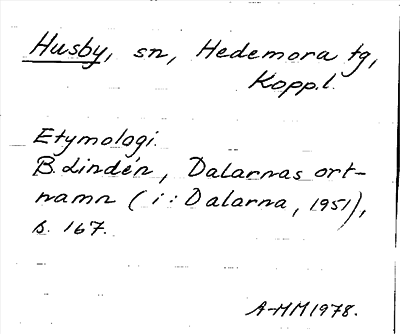 Husby, sn, Hedemora tg,
Kopp.l.
Etymologi.
B. Lindén, Dalarnas ort-
namn (i: Dalarna, 1951),
s. 167.
A-HM 1978.